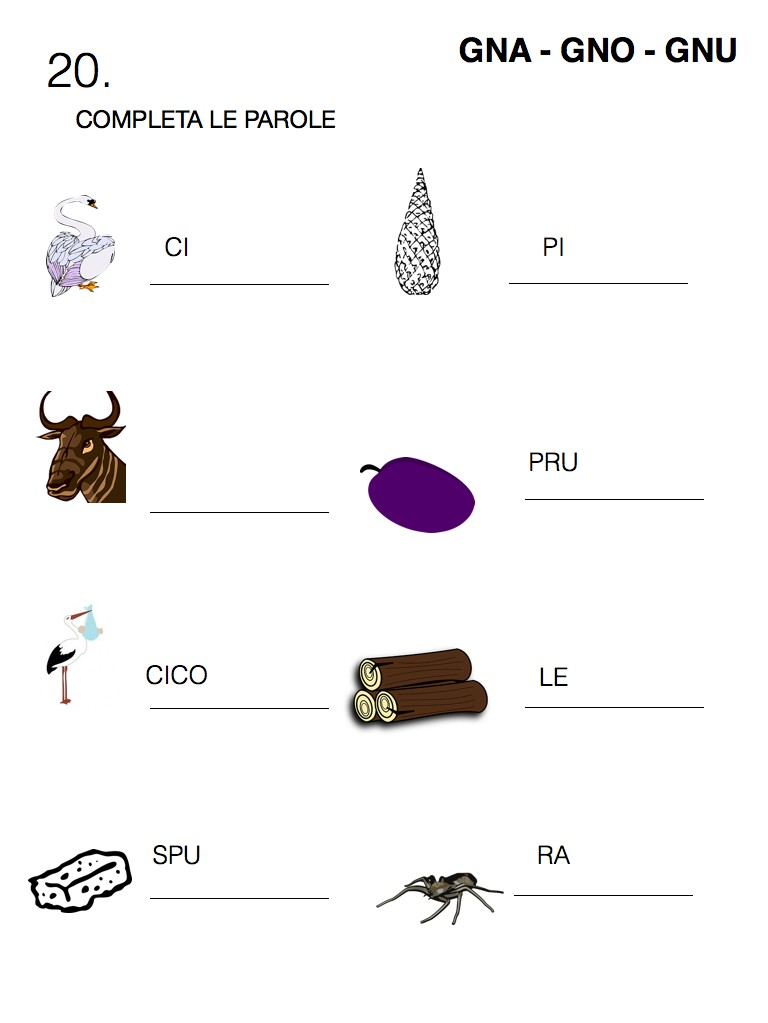 GNA - GNO - GNU
20.
COMPLETA LE PAROLE
CI
PI
PRU
CICO
LE
SPU
RA